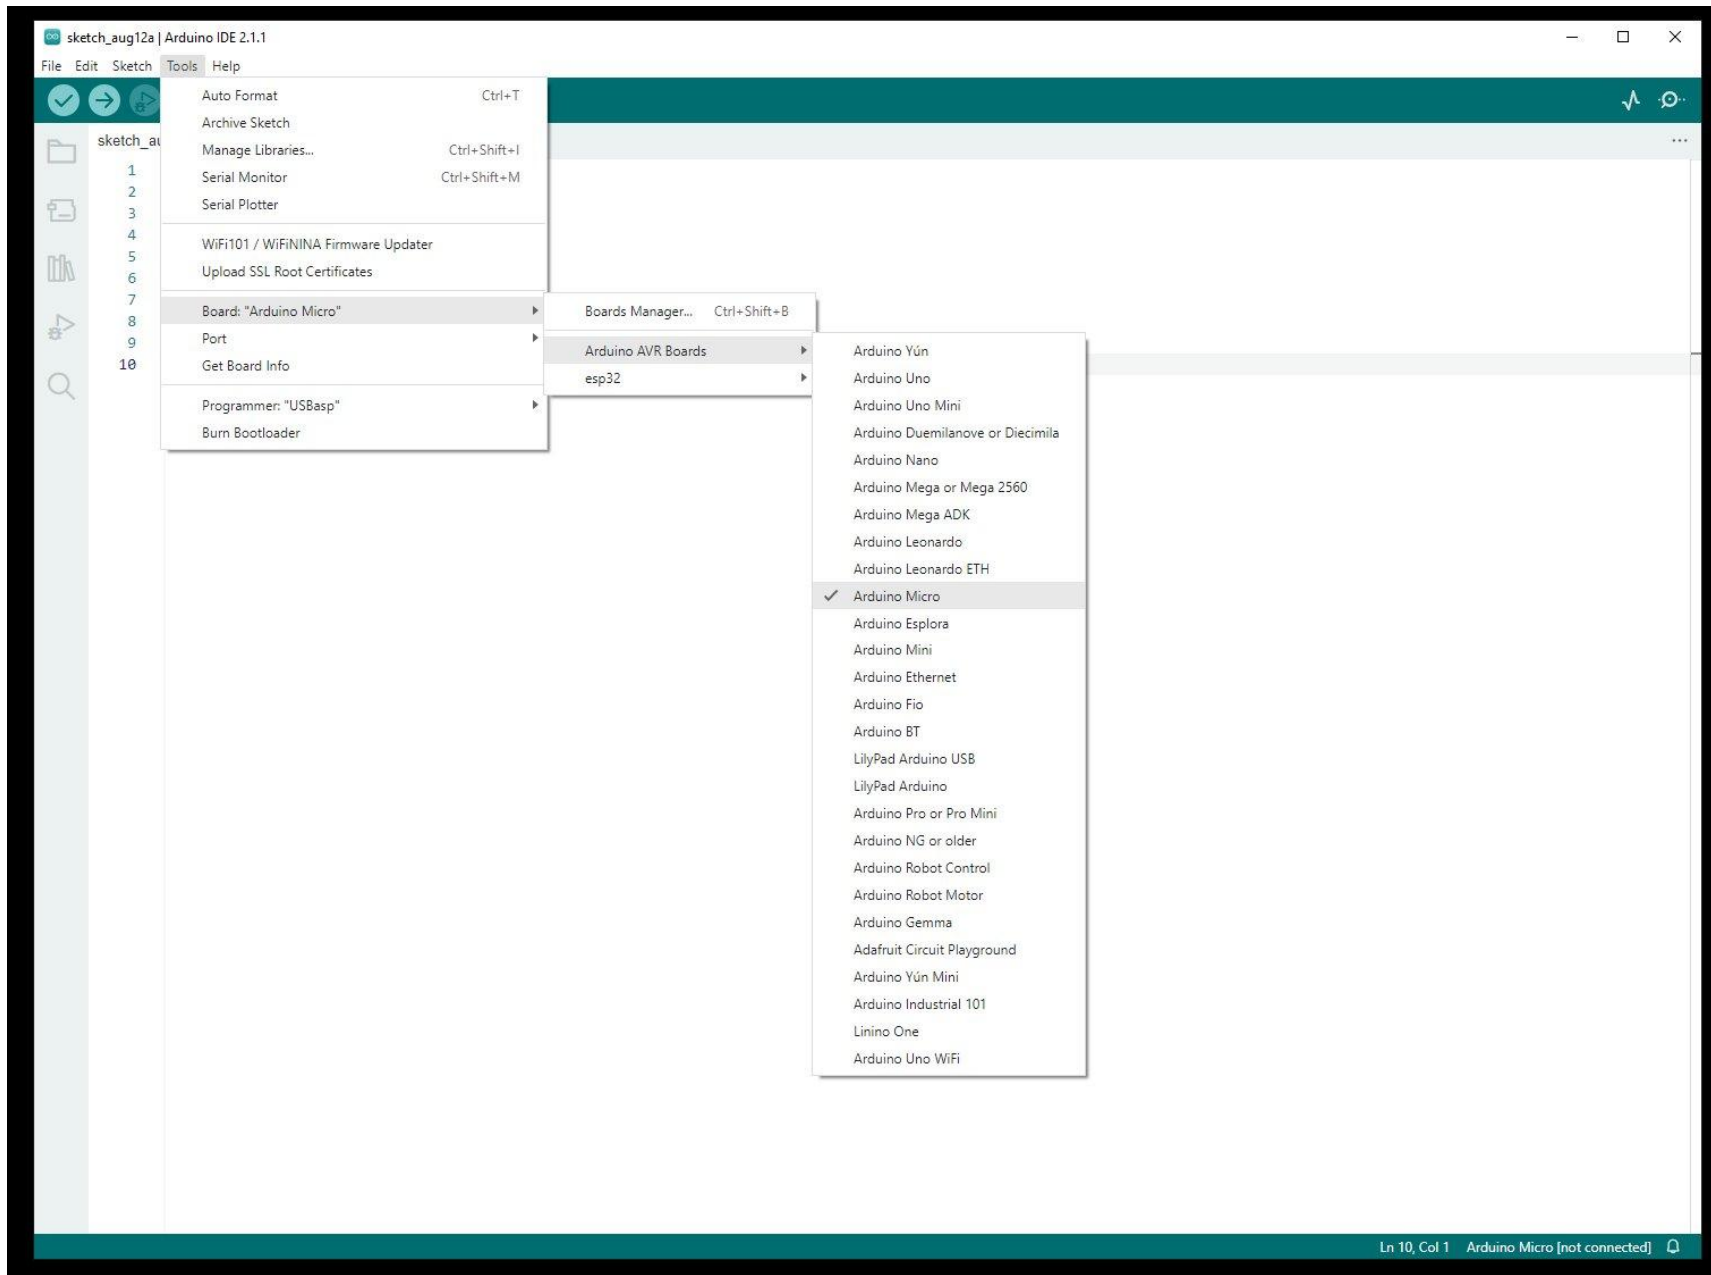 sketch_aug12a | Arduino IDE 2.1.1
File Edit Sketch Tools Help
sketch_au
1
2
3
4
5
6
7
8
9
10
Auto Format Ctrl+T
Archive Sketch
Manage Libraries... Ctrl+Shift+I
Serial Monitor Ctrl+Shift+M
Serial Plotter
WiFi101 / WiFiNINA Firmware Updater
Upload SSL Root Certificates
Board: "Arduino Micro"
Port
Get Board Info
Programmer: "USBasp"
Burn Bootloader
Boards Manager... Ctrl+Shift+B
Arduino AVR Boards
esp32
Arduino Yún
Arduino Uno
Arduino Uno Mini
Arduino Duemilanove or Diecimila
Arduino Nano
Arduino Mega or Mega 2560
Arduino Mega ADK
Arduino Leonardo
Arduino Leonardo ETH
Arduino Micro
Arduino Esplora
Arduino Mini
Arduino Ethernet
Arduino Fio
Arduino BT
LilyPad Arduino USB
LilyPad Arduino
Arduino Pro or Pro Mini
Arduino NG or older
Arduino Robot Control
Arduino Robot Motor
Arduino Gemma
Adafruit Circuit Playground
Arduino Yún Mini
Arduino Industrial 101
Linino One
Arduino Uno WiFi
Ln 10, Col 1 Arduino Micro [not connected]